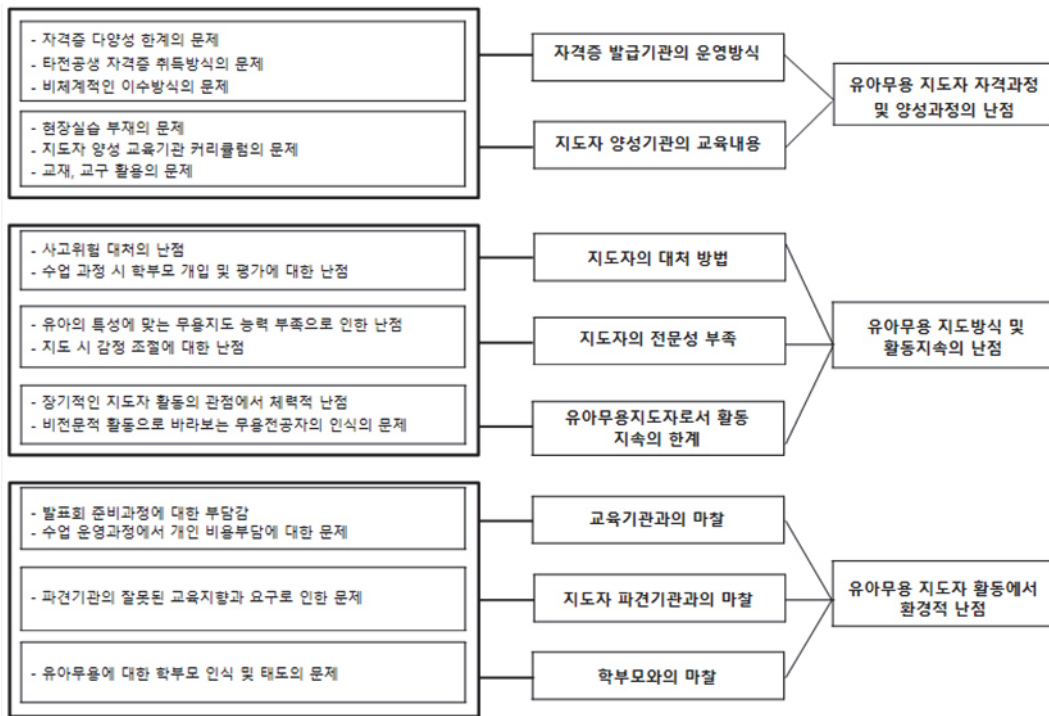 - 자격증 다양성 한계의 문제
- 타전공생 자격증 취득방식의 문제
- 비체계적인 이수방식의 문제
자격증 발급기관의 운영방식
- 현장실습 부재의 문제
- 지도자 양성 교육기관 커리큘럼의 문제
- 교재, 교구 활용의 문제
지도자 양성기관의 교육내용
유아무용 지도자 자격과정
및 양성과정의 난점
- 사고위험 대처의 난점
- 수업 과정 시 학부모 개입 및 평가에 대한 난점
지도자의 대처 방법
- 유아의 특성에 맞는 무용지도 능력 부족으로 인한 난점
- 지도 시 감정 조절에 대한 난점
지도자의 전문성 부족
- 장기적인 지도자 활동의 관점에서 체력적 난점
- 비전문적 활동으로 바라보는 무용전공자의 인식의 문제
유아무용지도자로서 활동
지속의 한계
유아무용 지도방식 및
활동지속의 난점
- 발표회 준비과정에 대한 부담감
- 수업 운영과정에서 개인 비용부담에 대한 문제
교육기관과의 마찰
- 파견기관의 잘못된 교육지향과 요구로 인한 문제
지도자 파견기관과의 마찰
- 유아무용에 대한 학부모 인식 및 태도의 문제
학부모와의 마찰
유아무용 지도자 활동에서
환경적 난점